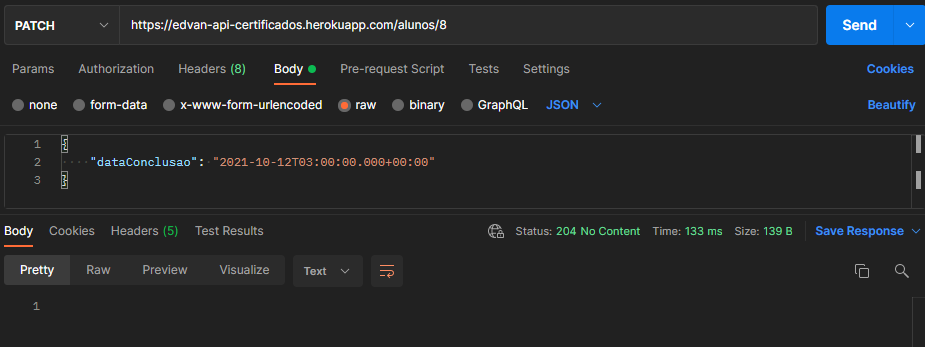 PATCH https://edvan-api-certificados.herokuapp.com/alunos/8 Send
Params Authorization Headers (8) Body Pre-request Script Tests Settings Cookies
none form-data x-www-form-urlencoded raw binary GraphQL JSON Beautify
1 {
2 "dataConclusao": "2021-10-12T03:00:00.000+00:00"
3 }
Body Cookies Headers (5) Test Results Status: 204 No Content Time: 133 ms Size: 139 B Save Response
Pretty Raw Preview Visualize Text
1